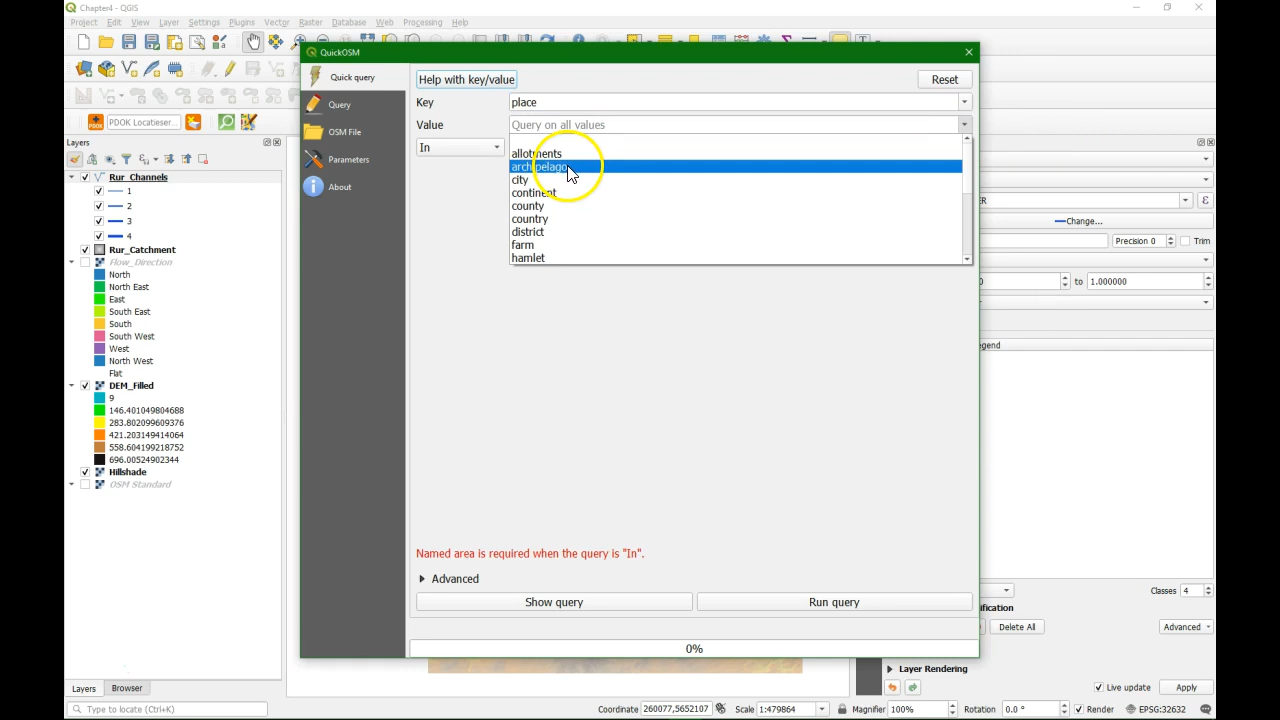 Chapter4 - QGIS
Project Edit View Layer Settings Plugins Vector Raster Database Web Processing Help
PDOK PDOK Locatieser...
Layers
Rur_Channels
1
2
3
4
Rur_Catchment
Flow_Direction
North
North East
East
South East
South
South West
West
North West
Flat
DEM_Filled
9
146.401049804688
283.802099609376
421.203149414064
558.604199218752
696.00524902344
Hillshade
OSM Standard
Layers Browser
Type to locate (Ctrl+K)
QuickOSM
Quick query
Query
OSM File
Parameters
About
Help with key/value Reset
Key place
Value Query on all values
In
allotments
archipelago
city
continent
county
country
district
farm
hamlet
Named area is required when the query is "In".
Advanced
Show query Run query
0%
Change...
Precision 0 Trim
to 1.000000
egend
Classes 4
ification
Delete All Advanced
Layer Rendering
Live update Apply
Coordinate 260077,5652107 Scale 1:479864 Magnifier 100% Rotation 0.0 ° Render EPSG:32632